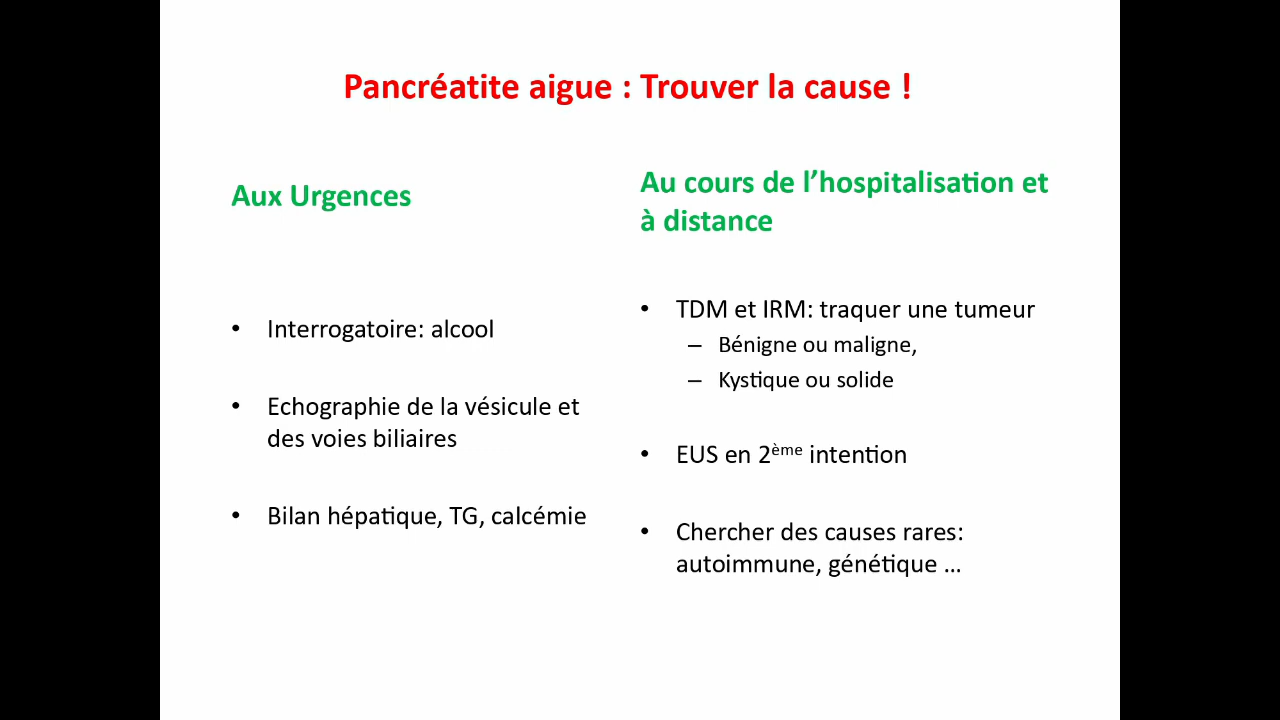 Pancréatite aigue : Trouver la cause !
Aux Urgences
• Interrogatoire: alcool
• Echographie de la vésicule et
des voies biliaires
• Bilan hépatique, TG, calcémie
Au cours de l’hospitalisation et
à distance
• TDM et IRM: traquer une tumeur
– Bénigne ou maligne,
– Kystique ou solide
• EUS en 2ème intention
• Chercher des causes rares:
autoimmune, génétique ...